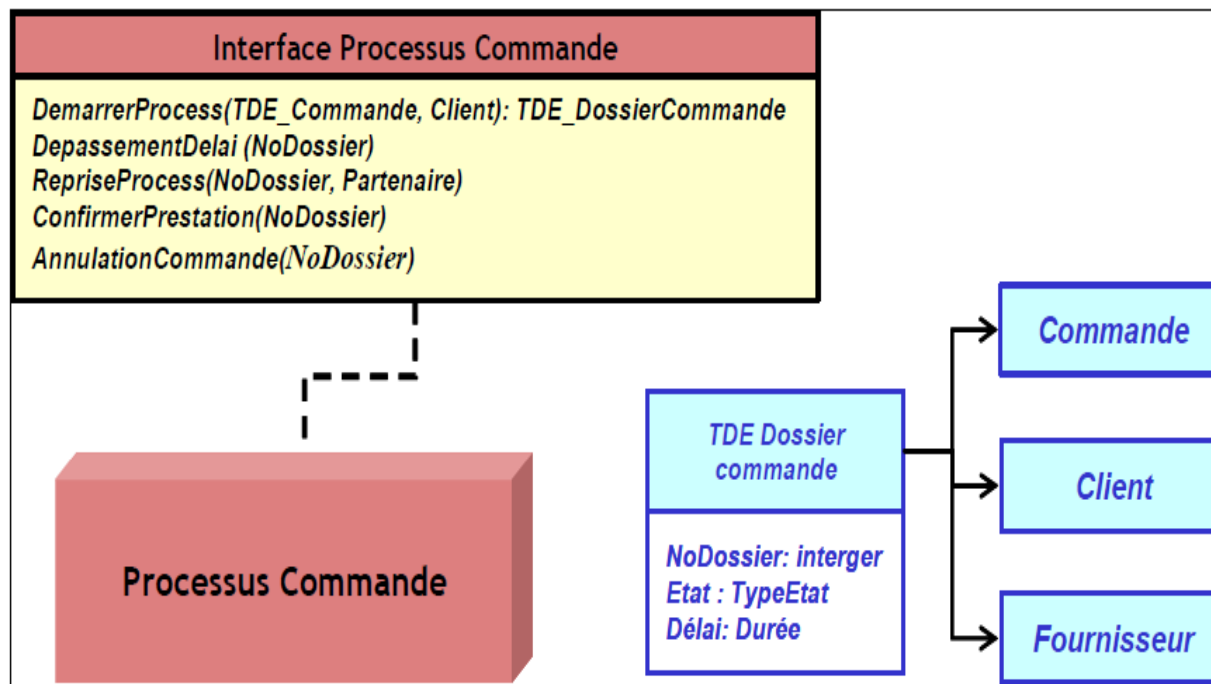 Interface Processus Commande
DemarrerProcess(TDE_Commande, Client): TDE_DossierCommande
DepassementDelai (NoDossier)
RepriseProcess(NoDossier, Partenaire)
ConfirmerPrestation(NoDossier)
AnnulationCommande(NoDossier)
Processus Commande
TDE Dossier
commande
NoDossier: interger
Etat : TypeEtat
Délai: Durée
Commande
Client
Fournisseur